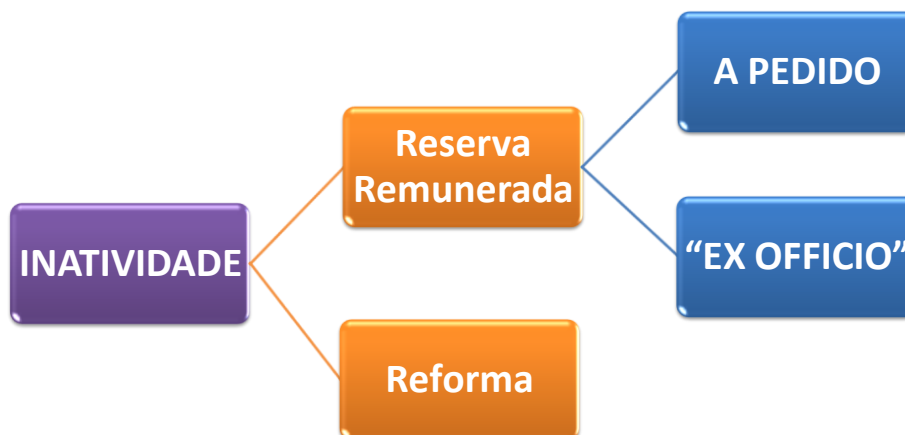 INATIVIDADE
Reserva
Remunerada
A PEDIDO
“EX OFFICIO”
Reforma